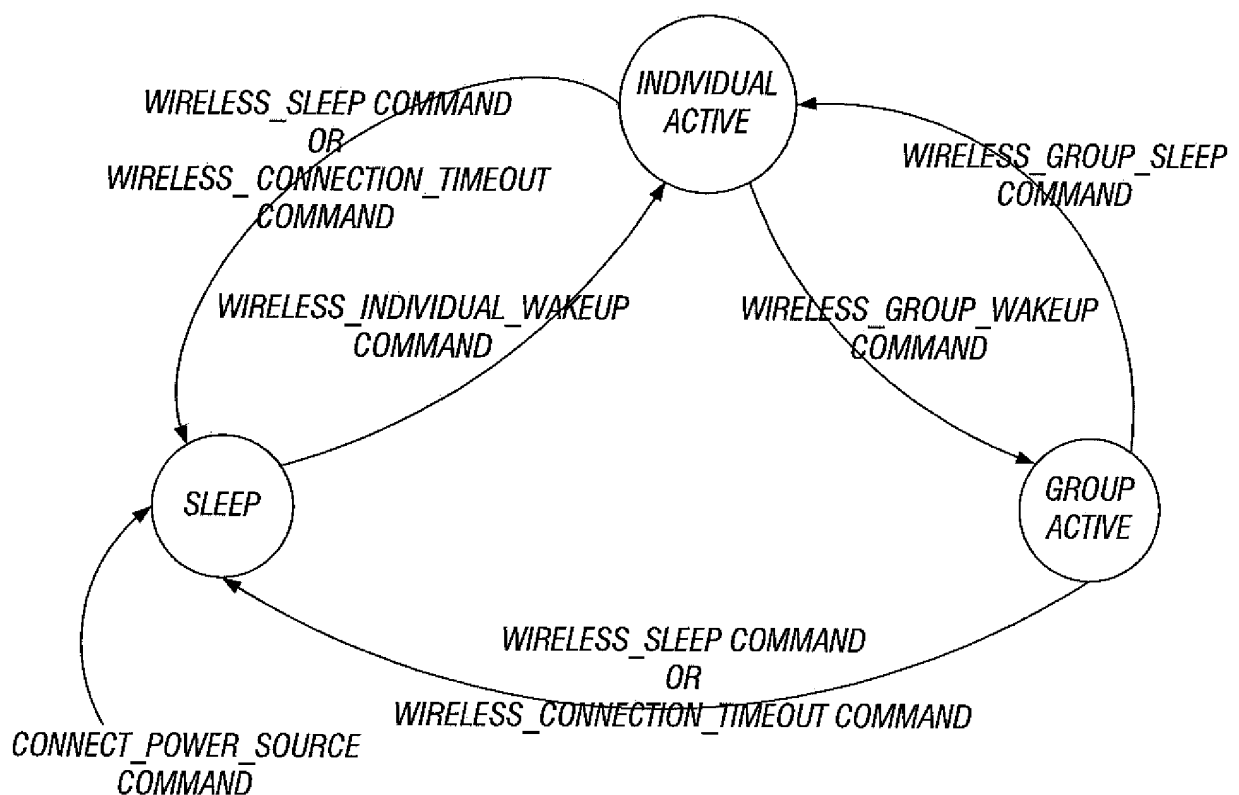 INDIVIDUAL
ACTIVE
WIRELESS_SLEEP COMMAND
OR
WIRELESS_CONNECTION_TIMEOUT
COMMAND
WIRELESS_GROUP_SLEEP
COMMAND
WIRELESS_INDIVIDUAL_WAKEUP
COMMAND
WIRELESS_GROUP_WAKEUP
COMMAND
SLEEP
GROUP
ACTIVE
WIRELESS_SLEEP COMMAND
OR
WIRELESS_CONNECTION_TIMEOUT COMMAND
CONNECT_POWER_SOURCE
COMMAND